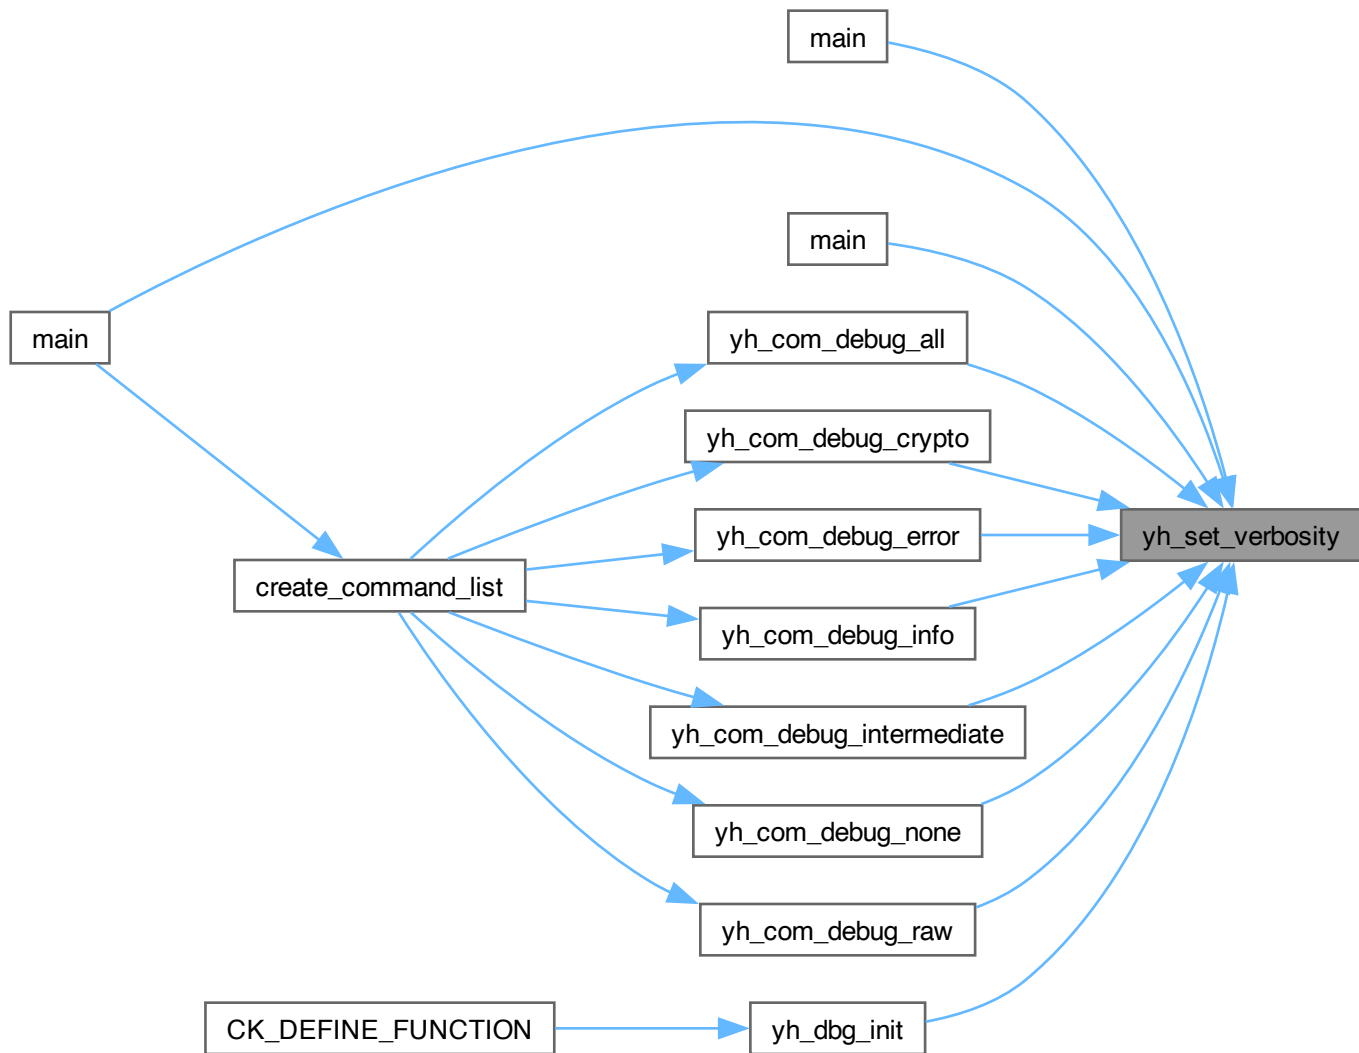 main
main
main
yh_com_debug_all
yh_com_debug_crypto
yh_com_debug_error
yh_set_verbosity
create_command_list
yh_com_debug_info
yh_com_debug_intermediate
yh_com_debug_none
yh_com_debug_raw
CK_DEFINE_FUNCTION
yh_dbg_init